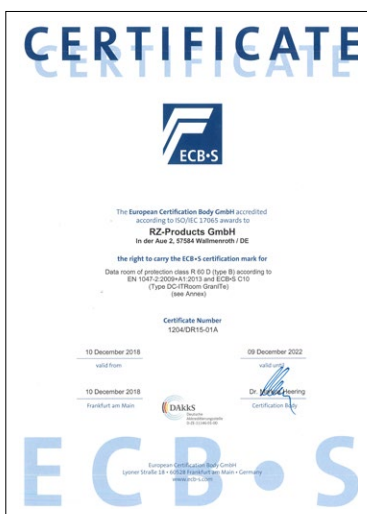 CERTIFICATE
CERTIFICATE
ECB•S
The European Certification Body GmbH accredited
according to ISO/IEC 17065 awards to
RZ-Products GmbH
In der Aue 2, 57584 Wallmenroth / DE
the right to carry the ECB•S certification mark for
Data room of protection class R 60 D (type B) according to
EN 1047-2:2009+A1:2013 and ECB•S C10
(Type DC-ITRoom GranITe)
(see Annex)
Certificate Number
1204/DR15-01A
10 December 2018 09 December 2022
valid from valid until
10 December 2018 Dr. Heering
Frankfurt am Main Certification Body
DAkkS
Deutsche
Akkreditierungsstelle
European Certification Body GmbH
Lyoner Straße 18 • 60528 Frankfurt am Main • Germany
www.ecb-s.com
ECB•S